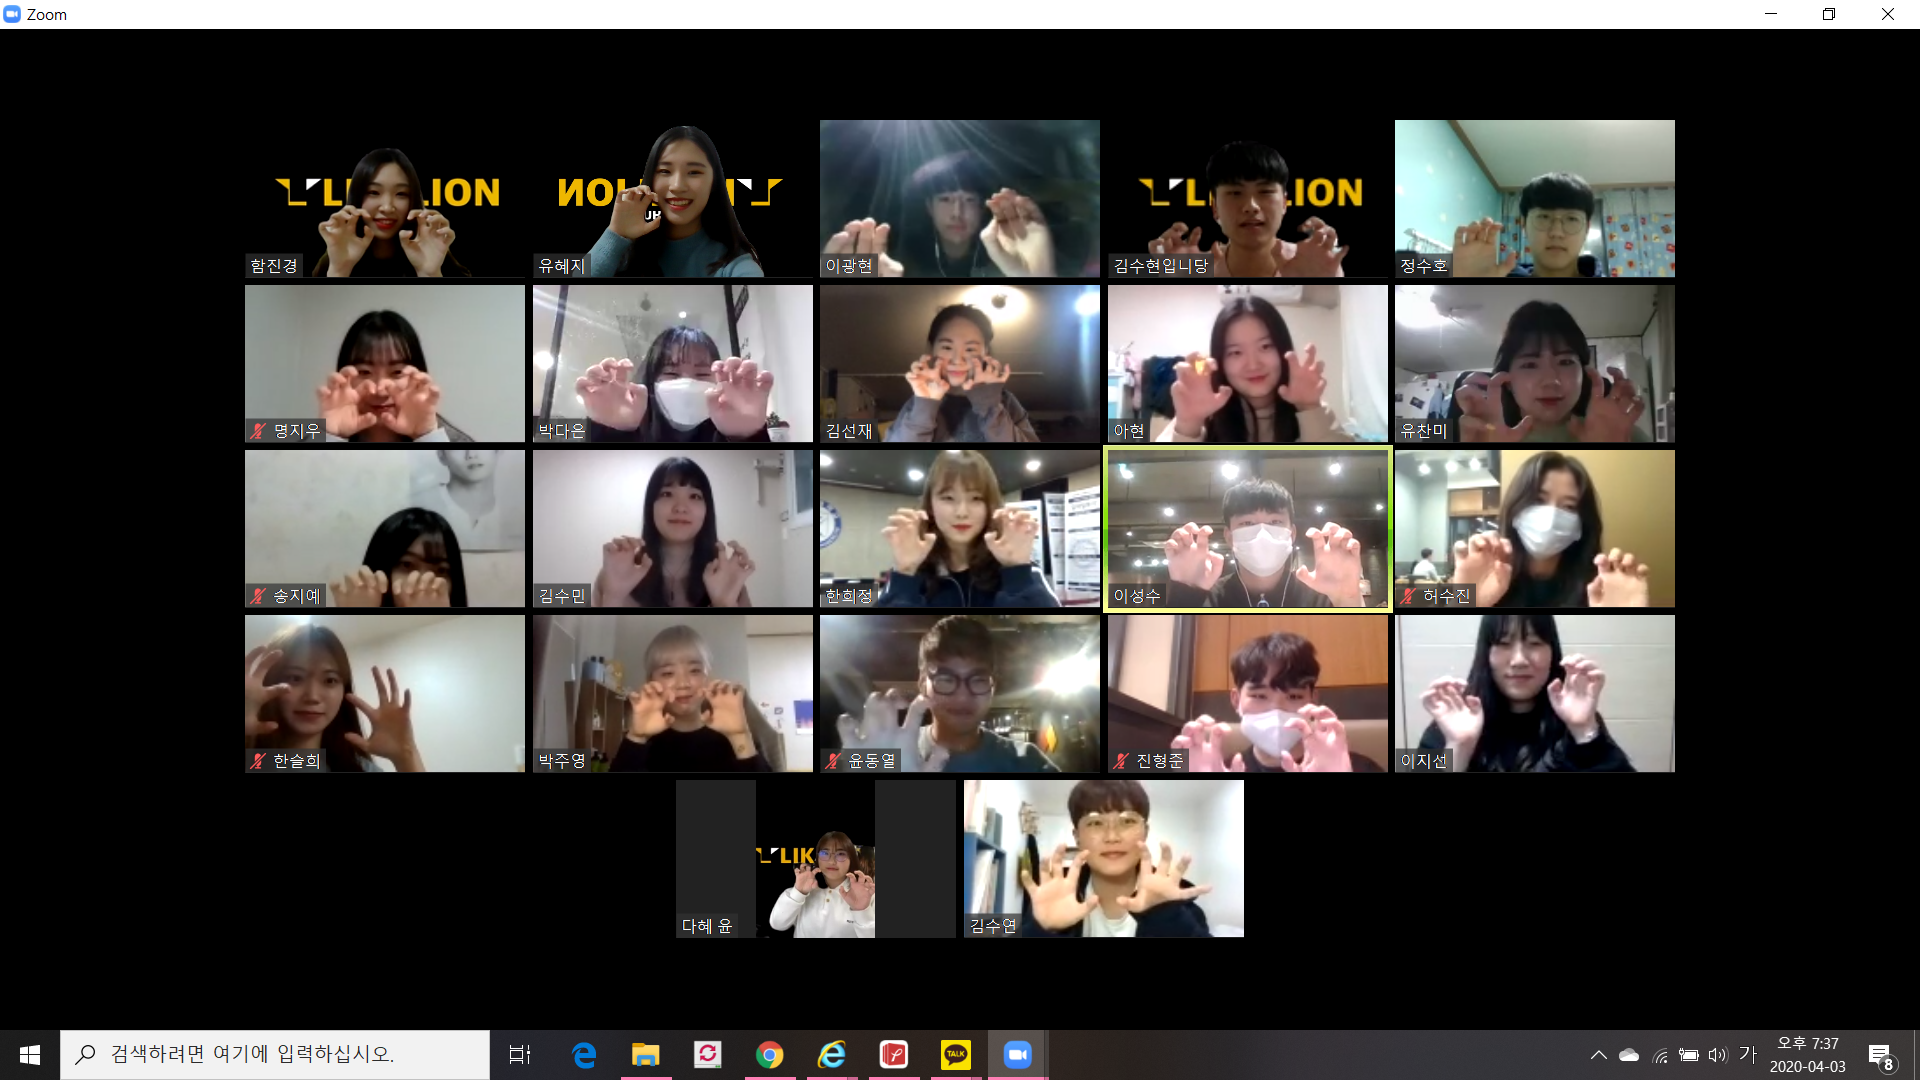 Zoom
LI LION
함진경
유혜지
이광현
LI LION
김수현입니당
정수호
명지우
박다은
김선재
아현
유찬미
송지예
김수민
한희정
이성수
허수진
한슬희
박주영
윤동열
진형준
이지선
LIK
다혜 윤
김수연
검색하려면 여기에 입력하십시오.
TALK
가
오후 7:37
2020-04-03
8